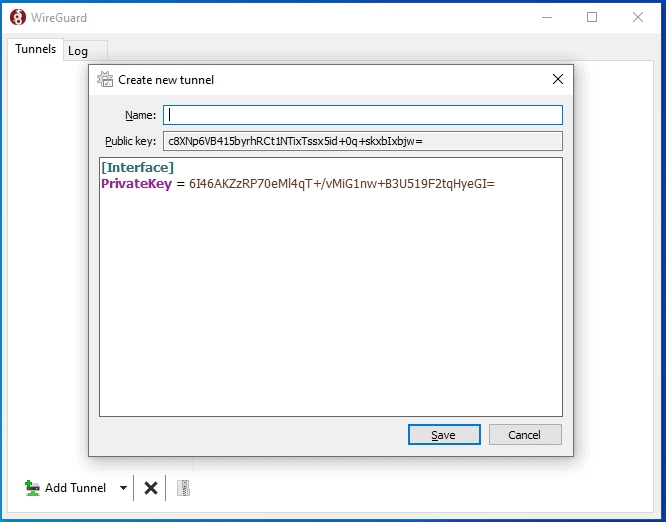 WireGuard
Tunnels Log
Create new tunnel
Name:
Public key: c8XNp6VB415byrhRCt1NTixTssx5id+0q+skxbIxbjw=
[Interface]
PrivateKey = 6I46AKZzRP70eMl4qT+/vMiG1nw+B3U519F2tqHyeGI=
Save Cancel
Add Tunnel